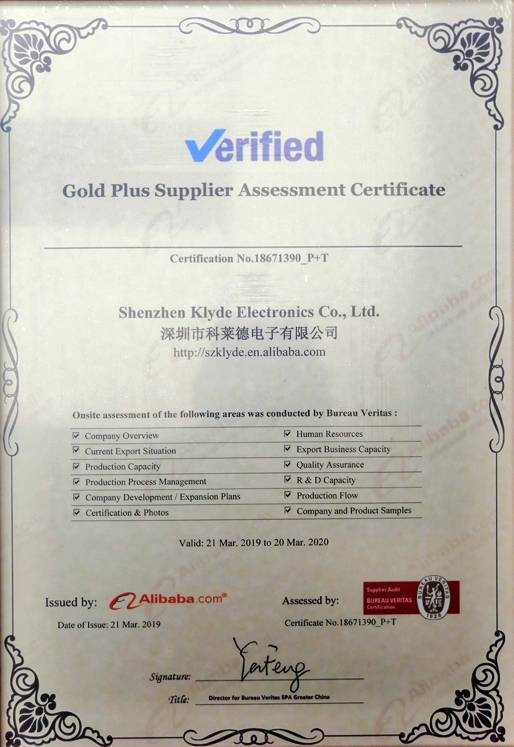 Verified
Gold Plus Supplier Assessment Certificate
Certification No.18671390_P+T
Shenzhen Klyde Electronics Co., Ltd.
深圳市科莱德电子有限公司
http://szklyde.en.alibaba.com
Onsite assessment of the following areas was conducted by Bureau Veritas :
Company Overview
Human Resources
Current Export Situation
Export Business Capacity
Production Capacity
Quality Assurance
Production Process Management
R & D Capacity
Company Development / Expansion Plans
Production Flow
Certification & Photos
Company and Product Samples
Valid: 21 Mar. 2019 to 20 Mar. 2020
Issued by: Alibaba.com®
Assessed by:
Supplier Audit
BUREAU VERITAS
Certification
BUREAU VERITAS
1828
Date of Issue: 21 Mar. 2019
Certificate No.18671390_P+T
Signature:
Title: Director for Bureau Veritas SPA Greater China